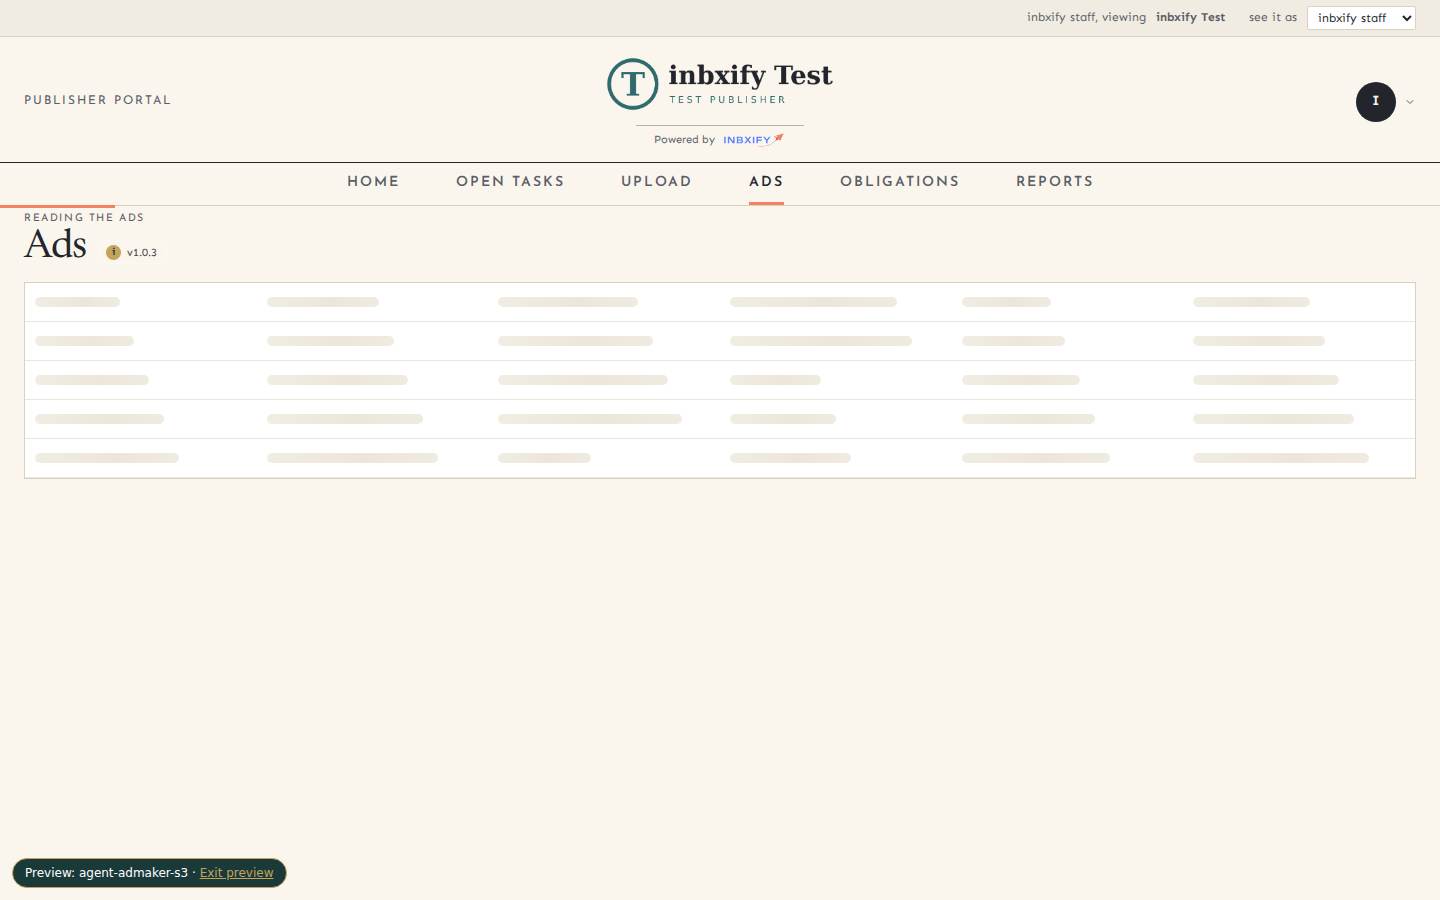 inbxify staff, viewing inbxify Test see it as inbxify staff
PUBLISHER PORTAL
T
inbxify Test
TEST PUBLISHER
Powered by INBXIFY
I
HOME OPEN TASKS UPLOAD ADS OBLIGATIONS REPORTS
READING THE ADS
Ads i v1.0.3
Preview: agent-admaker-s3 · Exit preview